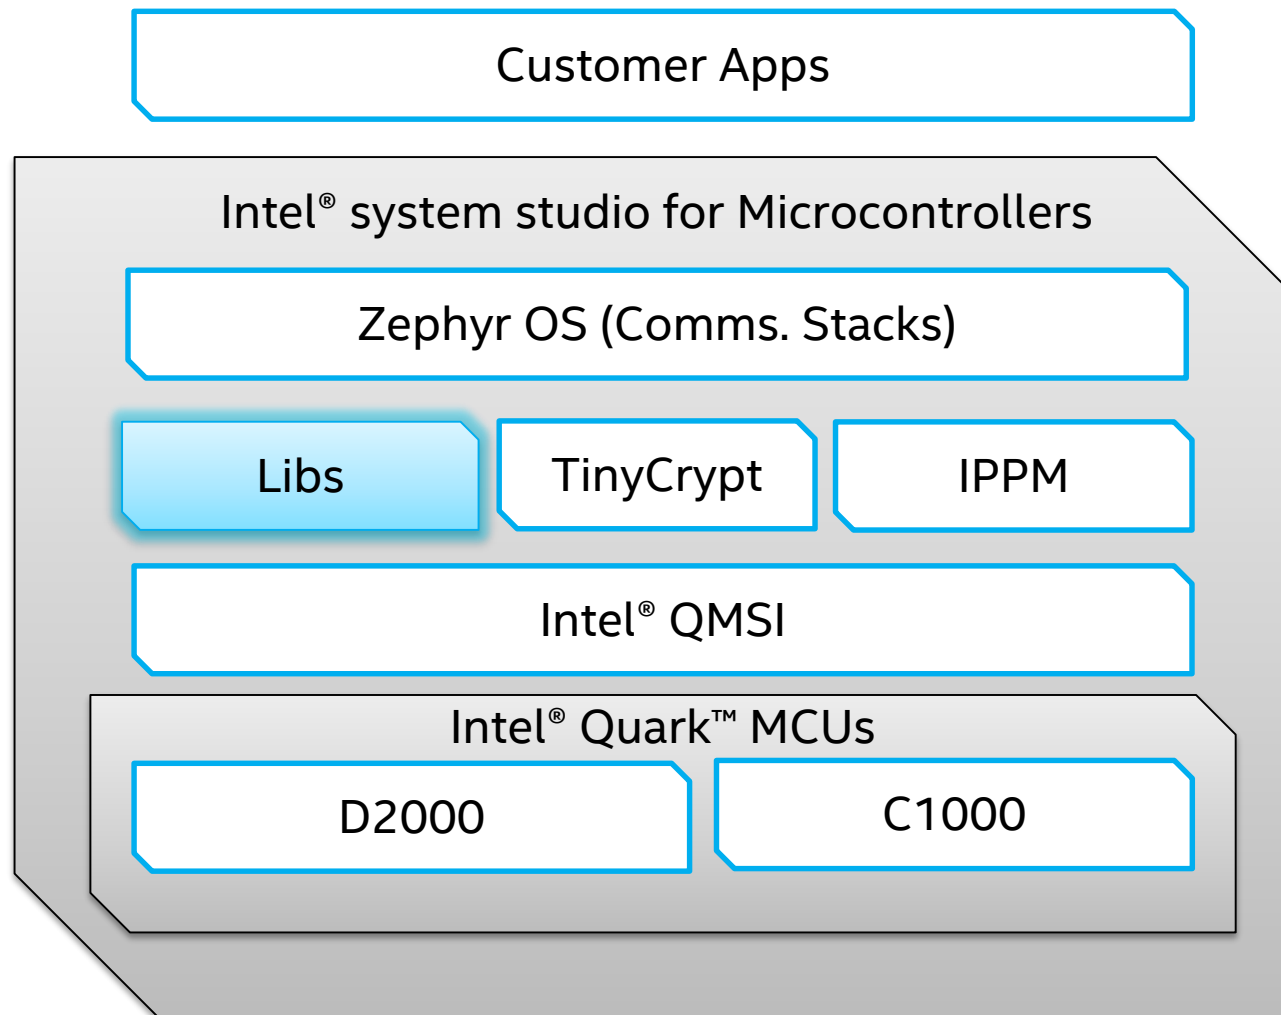 Customer Apps
Intel® system studio for Microcontrollers
Zephyr OS (Comms. Stacks)
Libs
TinyCrypt
IPPM
Intel® QMSI
Intel® Quark™ MCUs
D2000
C1000